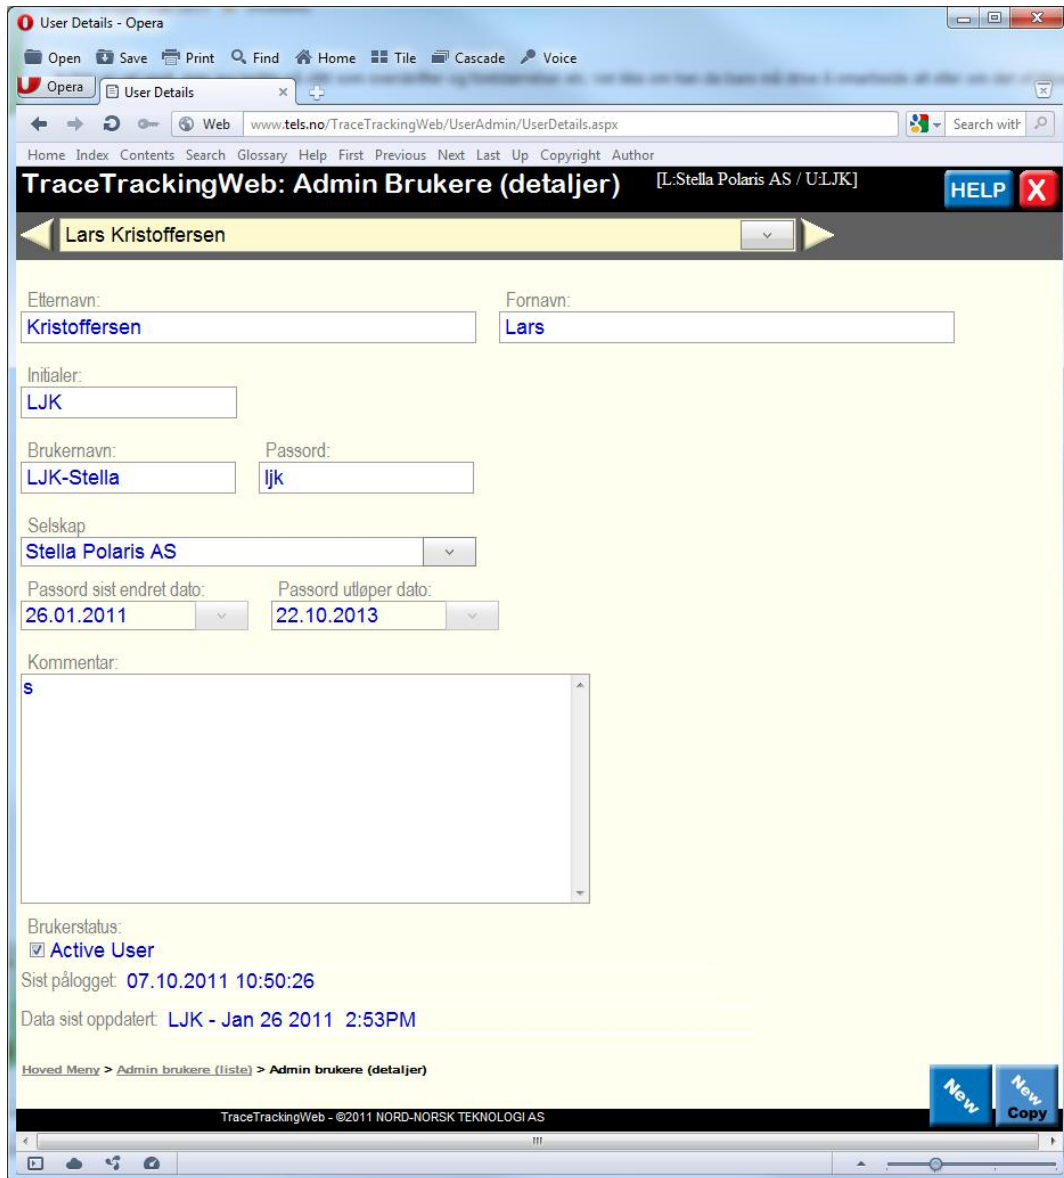 User Details - Opera
Open Save Print Find Home Tile Cascade Voice
Opera User Details
Web www.tels.no/TraceTrackingWeb/UserAdmin/UserDetails.aspx Search with
Home Index Contents Search Glossary Help First Previous Next Last Up Copyright Author
TraceTrackingWeb: Admin Brukere (detaljer) [L:Stella Polaris AS / U:LJK] HELP X
Lars Kristoffersen
Etternavn: Fornavn:
Kristoffersen Lars
Initialer:
LJK
Brukernavn: Passord:
LJK-Stella ljk
Selskap
Stella Polaris AS
Passord sist endret dato: Passord utløper dato:
26.01.2011 22.10.2013
Kommentar:
s
Brukerstatus:
Active User
Sist pålogget: 07.10.2011 10:50:26
Data sist oppdatert: LJK - Jan 26 2011 2:53PM
Hoved Meny > Admin brukere (liste) > Admin brukere (detaljer)
New New Copy
TraceTrackingWeb - ©2011 NORD-NORSK TEKNOLOGI AS